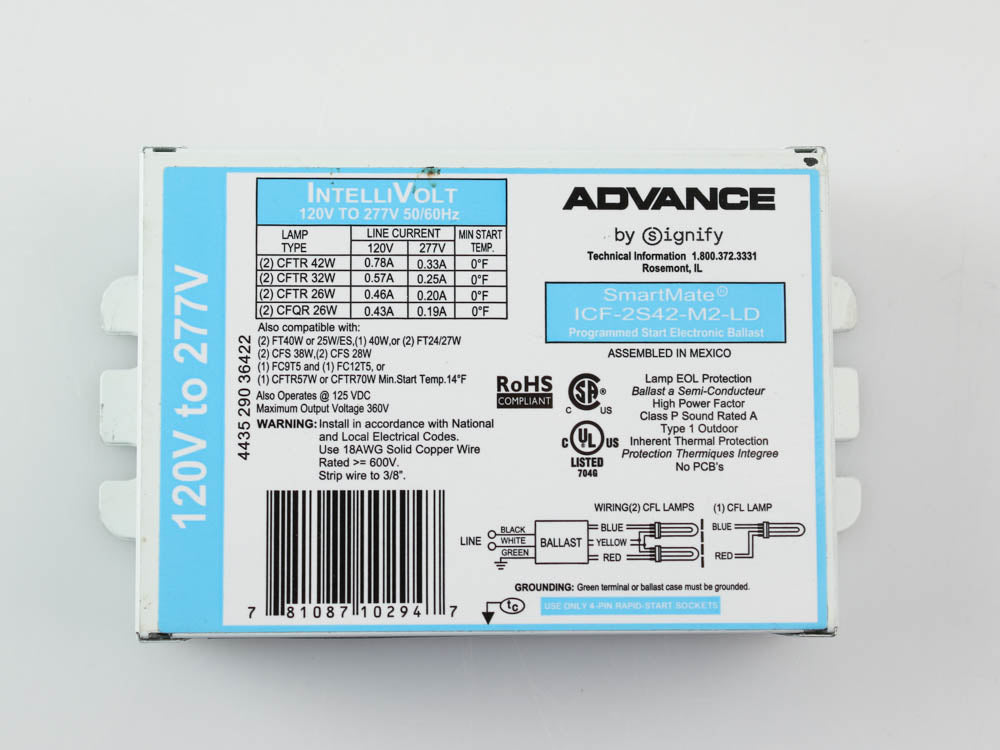 120V to 277V
4435 290 36422
INTELLIVOLT
120V TO 277V 50/60Hz
LAMP TYPE LINE CURRENT MIN START TEMP.
120V 277V
(2) CFTR 42W 0.78A 0.33A 0°F
(2) CFTR 32W 0.57A 0.25A 0°F
(2) CFTR 26W 0.46A 0.20A 0°F
(2) CFQR 26W 0.43A 0.19A 0°F
Also compatible with:
(2) FT40W or 25W/ES,(1) 40W,or (2) FT24/27W
(2) CFS 38W,(2) CFS 28W
(1) FC9T5 and (1) FC12T5, or
(1) CFTR57W or CFTR70W Min.Start Temp.14°F
Also Operates @ 125 VDC
Maximum Output Voltage 360V
WARNING: Install in accordance with National
and Local Electrical Codes.
Use 18AWG Solid Copper Wire
Rated >= 600V.
Strip wire to 3/8".
7 81087 10294 7
ADVANCE
by Signify
Technical Information 1.800.372.3331
Rosemont, IL
SmartMate®
ICF-2S42-M2-LD
Programmed Start Electronic Ballast
ASSEMBLED IN MEXICO
RoHS
COMPLIANT
C SA® US
C UL® US
LISTED
704G
Lamp EOL Protection
Ballast a Semi-Conducteur
High Power Factor
Class P Sound Rated A
Type 1 Outdoor
Inherent Thermal Protection
Protection Thermiques Integree
No PCB's
WIRING(2) CFL LAMPS (1) CFL LAMP
LINE
BLACK
WHITE
GREEN
BALLAST
BLUE
YELLOW
RED
BLUE
RED
GROUNDING: Green terminal or ballast case must be grounded.
tc
USE ONLY 4-PIN RAPID-START SOCKETS